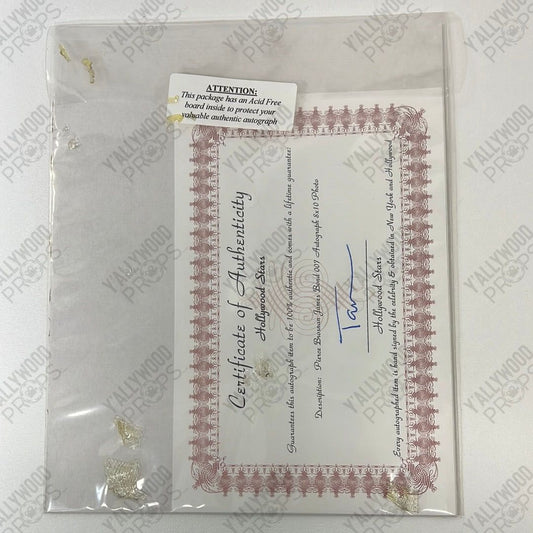 ATTENTION:
This package has an Acid Free
board inside to protect your
valuable authentic autograph
Certificate of Authenticity
Hollywood Stars
Guarantees this autograph item to be 100% authentic and comes with a lifetime guarantee:
Description: Pierce Brosnan James Bond 007 Autograph 8x10 Photo
Hollywood Stars
Every autographed item is hand signed by the celebrity & obtained in New York and Hollywood
Y'ALLYWOOD
PROPS